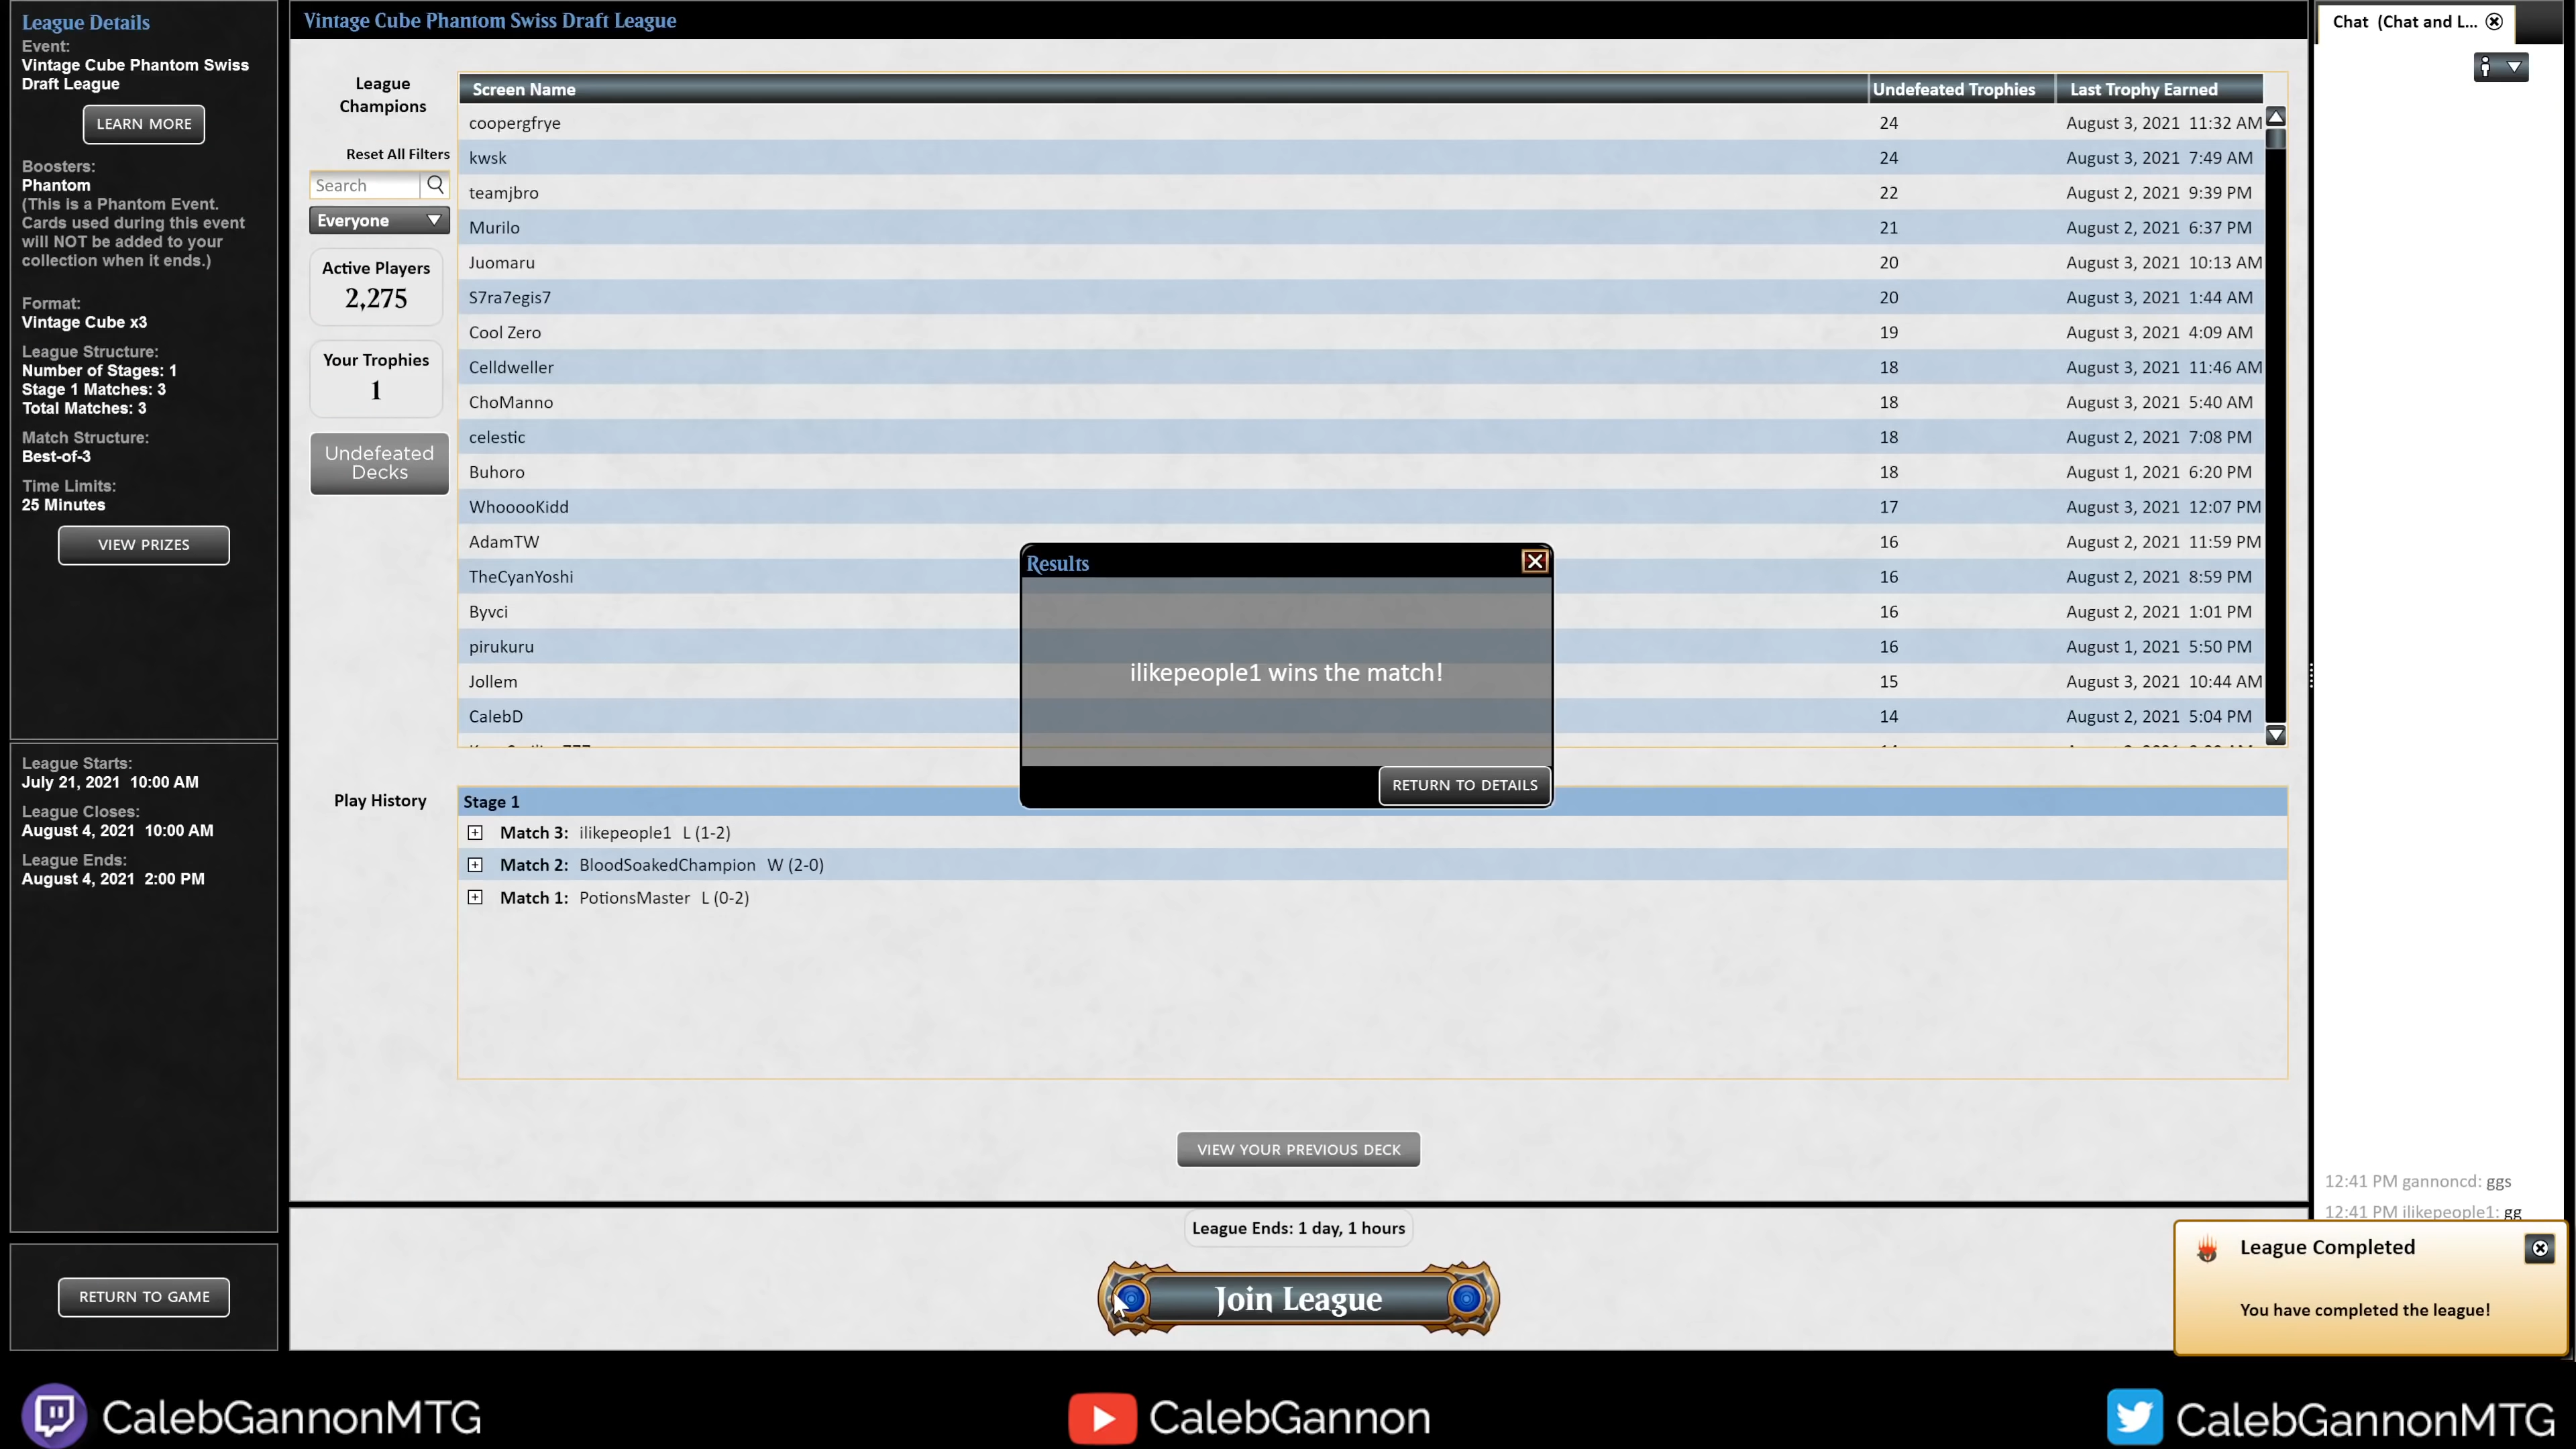 League Details
Event:
Vintage Cube Phantom Swiss
Draft League
LEARN MORE
Boosters:
Phantom
(This is a Phantom Event.
Cards used during this event
will NOT be added to your
collection when it ends.)
Format:
Vintage Cube x3
League Structure:
Number of Stages: 1
Stage 1 Matches: 3
Total Matches: 3
Match Structure:
Best-of-3
Time Limits:
25 Minutes
VIEW PRIZES
League Starts:
July 21, 2021 10:00 AM
League Closes:
August 4, 2021 10:00 AM
League Ends:
August 4, 2021 2:00 PM
RETURN TO GAME
Vintage Cube Phantom Swiss Draft League
League
Champions
Reset All Filters
Search
Everyone
Active Players
2,275
Your Trophies
1
Undefeated
Decks
Screen Name Undefeated Trophies Last Trophy Earned
coopergfrye 24 August 3, 2021 11:32 AM
kwsk 24 August 3, 2021 7:49 AM
teamjbro 22 August 2, 2021 9:39 PM
Murilo 21 August 2, 2021 6:37 PM
Juomaru 20 August 3, 2021 10:13 AM
S7ra7egis7 20 August 3, 2021 1:44 AM
Cool Zero 19 August 3, 2021 4:09 AM
Celldweller 18 August 3, 2021 11:46 AM
ChoManno 18 August 3, 2021 5:40 AM
celestic 18 August 2, 2021 7:08 PM
Buhoro 18 August 1, 2021 6:20 PM
WhooooKidd 17 August 3, 2021 12:07 PM
AdamTW 16 August 2, 2021 11:59 PM
TheCyanYoshi 16 August 2, 2021 8:59 PM
Byvci 16 August 2, 2021 1:01 PM
pirukuru 16 August 1, 2021 5:50 PM
Jollem 15 August 3, 2021 10:44 AM
CalebD 14 August 2, 2021 5:04 PM
Results
ilikepeople1 wins the match!
RETURN TO DETAILS
Play History
Stage 1
Match 3: ilikepeople1 L (1-2)
Match 2: BloodSoakedChampion W (2-0)
Match 1: PotionsMaster L (0-2)
VIEW YOUR PREVIOUS DECK
League Ends: 1 day, 1 hours
Join League
Chat (Chat and L...
12:41 PM gannoncd: ggs
12:41 PM ilikepeople1: gg
League Completed
You have completed the league!
CalebGannonMTG
CalebGannon
CalebGannonMTG